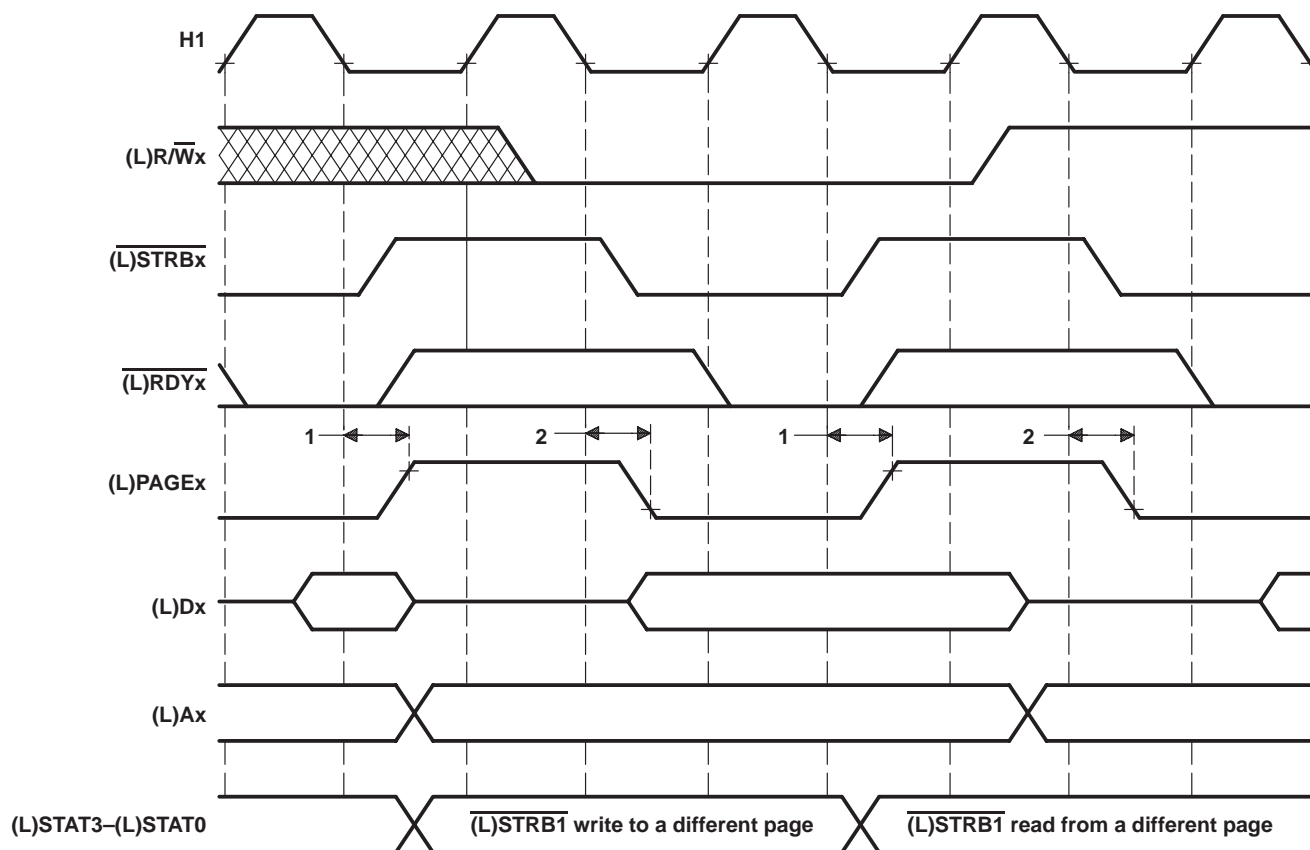 H1
(L)R/W̅x
(L)STRBx
(L)RDYx
1 2 1 2
(L)PAGEx
(L)Dx
(L)Ax
(L)STAT3–(L)STAT0 (L)STRB1 write to a different page (L)STRB1 read from a different page